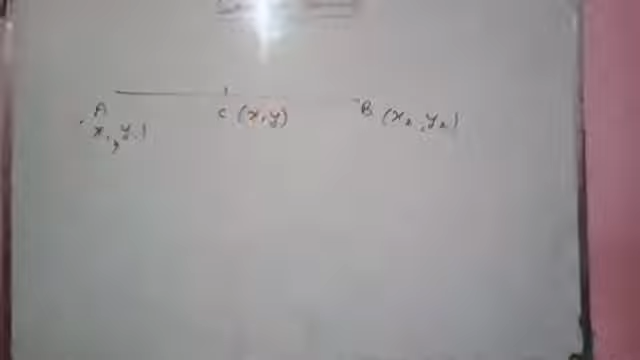 A
(x₁, y₁)
C (x, y)
B (x₂, y₂)